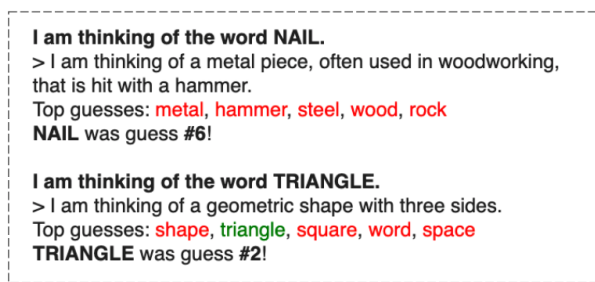 I am thinking of the word NAIL.
> I am thinking of a metal piece, often used in woodworking,
that is hit with a hammer.
Top guesses: metal, hammer, steel, wood, rock
NAIL was guess #6!
I am thinking of the word TRIANGLE.
> I am thinking of a geometric shape with three sides.
Top guesses: shape, triangle, square, word, space
TRIANGLE was guess #2!